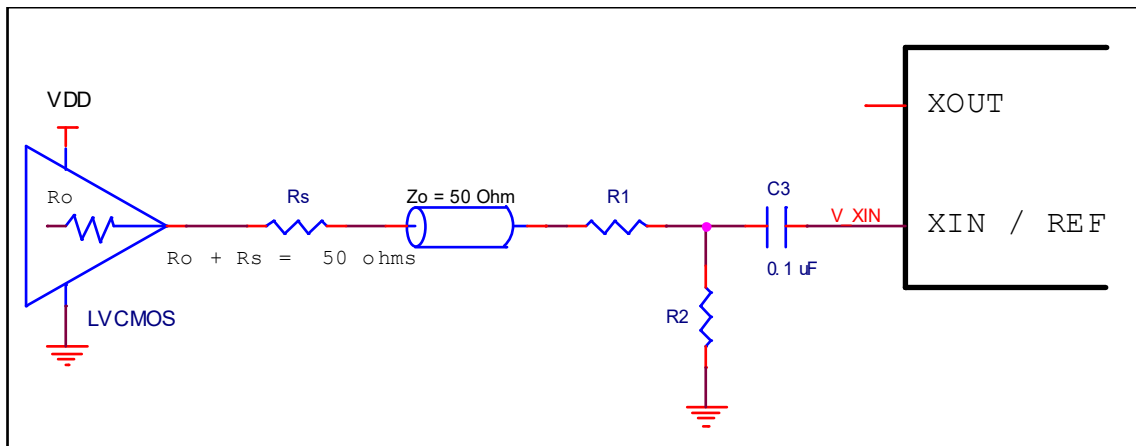 XOUT
VDD
Ro
Rs
Zo = 50 Ohm
R1
C3
V_XIN
XIN / REF
Ro + Rs = 50 ohms
0.1 uF
LVCMOS
R2